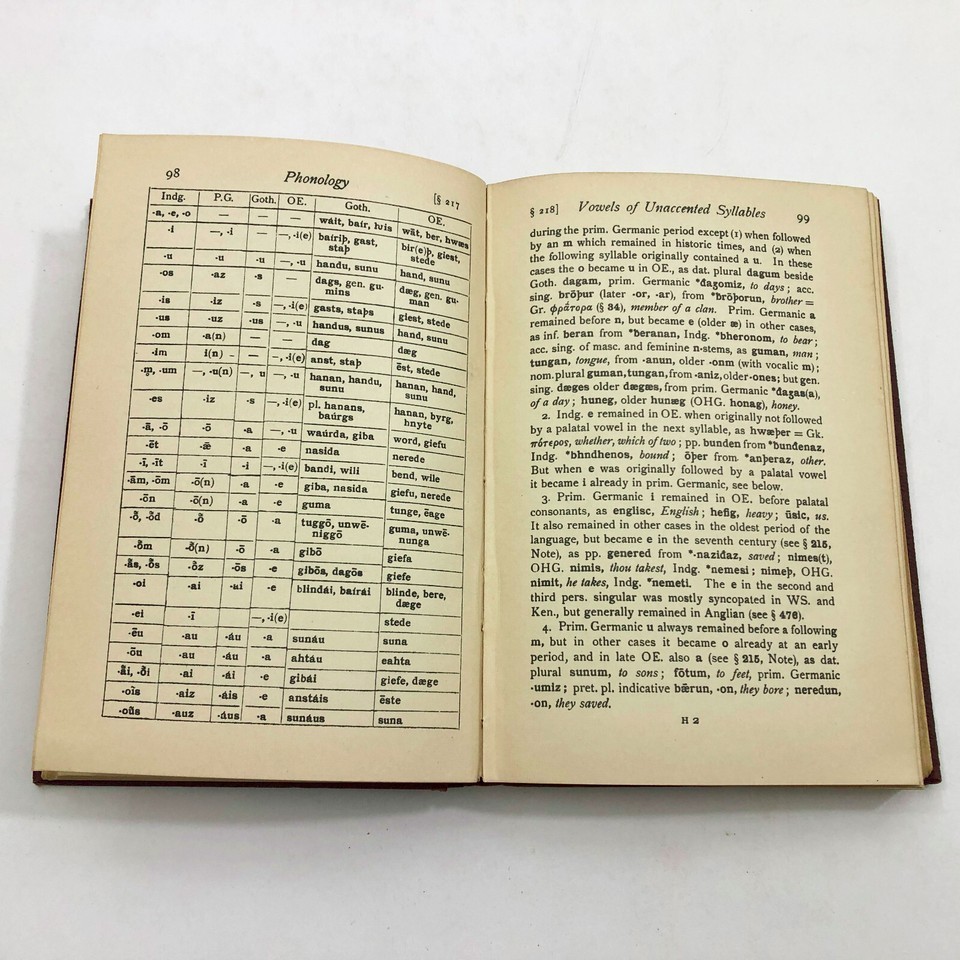 98
Phonology
[§ 217
Indg. P.G. Goth. OE. Goth. OE.
-a, -e, -o — — — wáit, baír, ƕis wāt, ber, hwæs
-i —, -i — —, -i(e) baíriþ, gast, staþ bir(e)þ, giest, stede
-u -u -u —, -u handu, sunu hand, sunu
-os -az -s — dags, gen. gu-mins dæg, gen. gu-man
-is -iz -s —, -i(e) gasts, staþs giest, stede
-us -uz -us —, -u handus, sunus hand, sunu
-om -a(n) — — dag dæg
-im i(n) — —, -i(e) anst, staþ ēst, stede
-m̥, -um —, -u(n) —, u —, -u hanan, handu, sunu hanan, hand, sunu
-es -iz -s —, -i(e) pl. hanans, baúrgs hanan, byrg, hnyte
-ā, -ō -ō -a —, -u waúrda, giba word, giefu
-ēt -ǣ -a -e nasida nerede
-ī, -īt -ī -i —, -i(e) bandi, wili bend, wile
-ām, -ōm -ō(n) -a -e giba, nasida giefu, nerede
-ōn -ō(n) -a -e guma tunge, ēage
-ō̃, -ō̃d -ō̃ -ō -a tuggō, unwē-niggō guma, unwē-nunga
-ō̃m -ō̃(n) -ō -a gibō giefa
-ā̃s, -ō̃s -ō̃z -ōs -e gibōs, dagōs giefe
-oi -ai -ai -e blindái, baírái blinde, bere, dæge
-ei -ī —, -i(e) stede
-ēu -au -áu -a sunáu suna
-ōu -au -áu -a ahtáu eahta
-ā̃i, -ō̃i -ai -ái -e gibái giefe, dæge
-oīs -aiz -áis -e anstáis ēste
-oūs -auz -áus -a sunáus suna
§ 218]
Vowels of Unaccented Syllables
99
during the prim. Germanic period except (1) when followed
by an m which remained in historic times, and (2) when
the following syllable originally contained a u. In these
cases the o became u in OE., as dat. plural dagum beside
Goth. dagam, prim. Germanic *đagomiz, to days; acc.
sing. brōþur (later -or, -ar), from *brōþorun, brother =
Gr. φρᾱ́τορα (§ 34), member of a clan. Prim. Germanic a
remained before n, but became e (older æ) in other cases,
as inf. beran from *ƀeranan, Indg. *bheronom, to bear;
acc. sing. of masc. and feminine n-stems, as guman, man;
tungan, tongue, from -anun, older -onm (with vocalic m);
nom. plural guman, tungan, from -aniz, older -ones; but gen.
sing. dæges older dægæs, from prim. Germanic *đagas(a),
of a day; huneg, older hunæg (OHG. honag), honey.
2. Indg. e remained in OE. when originally not followed
by a palatal vowel in the next syllable, as hwæþer = Gk.
πότερος, whether, which of two; pp. bunden from *ƀunđenaz,
Indg. *bhndhenos, bound; ōþer from *anþeraz, other.
But when e was originally followed by a palatal vowel
it became i already in prim. Germanic, see below.
3. Prim. Germanic i remained in OE. before palatal
consonants, as englisc, English; hefig, heavy; ūsic, us.
It also remained in other cases in the oldest period of the
language, but became e in the seventh century (see § 215,
Note), as pp. genered from *-naziđaz, saved; nimes(t),
OHG. nimis, thou takest, Indg. *nemesi; nimeþ, OHG.
nimit, he takes, Indg. *nemeti. The e in the second and
third pers. singular was mostly syncopated in WS. and
Ken., but generally remained in Anglian (see § 476).
4. Prim. Germanic u always remained before a following
m, but in other cases it became o already at an early
period, and in late OE. also a (see § 215, Note), as dat.
plural sunum, to sons; fōtum, to feet, prim. Germanic
-umiz; pret. pl. indicative bǣrun, -on, they bore; neredun,
-on, they saved.
H 2